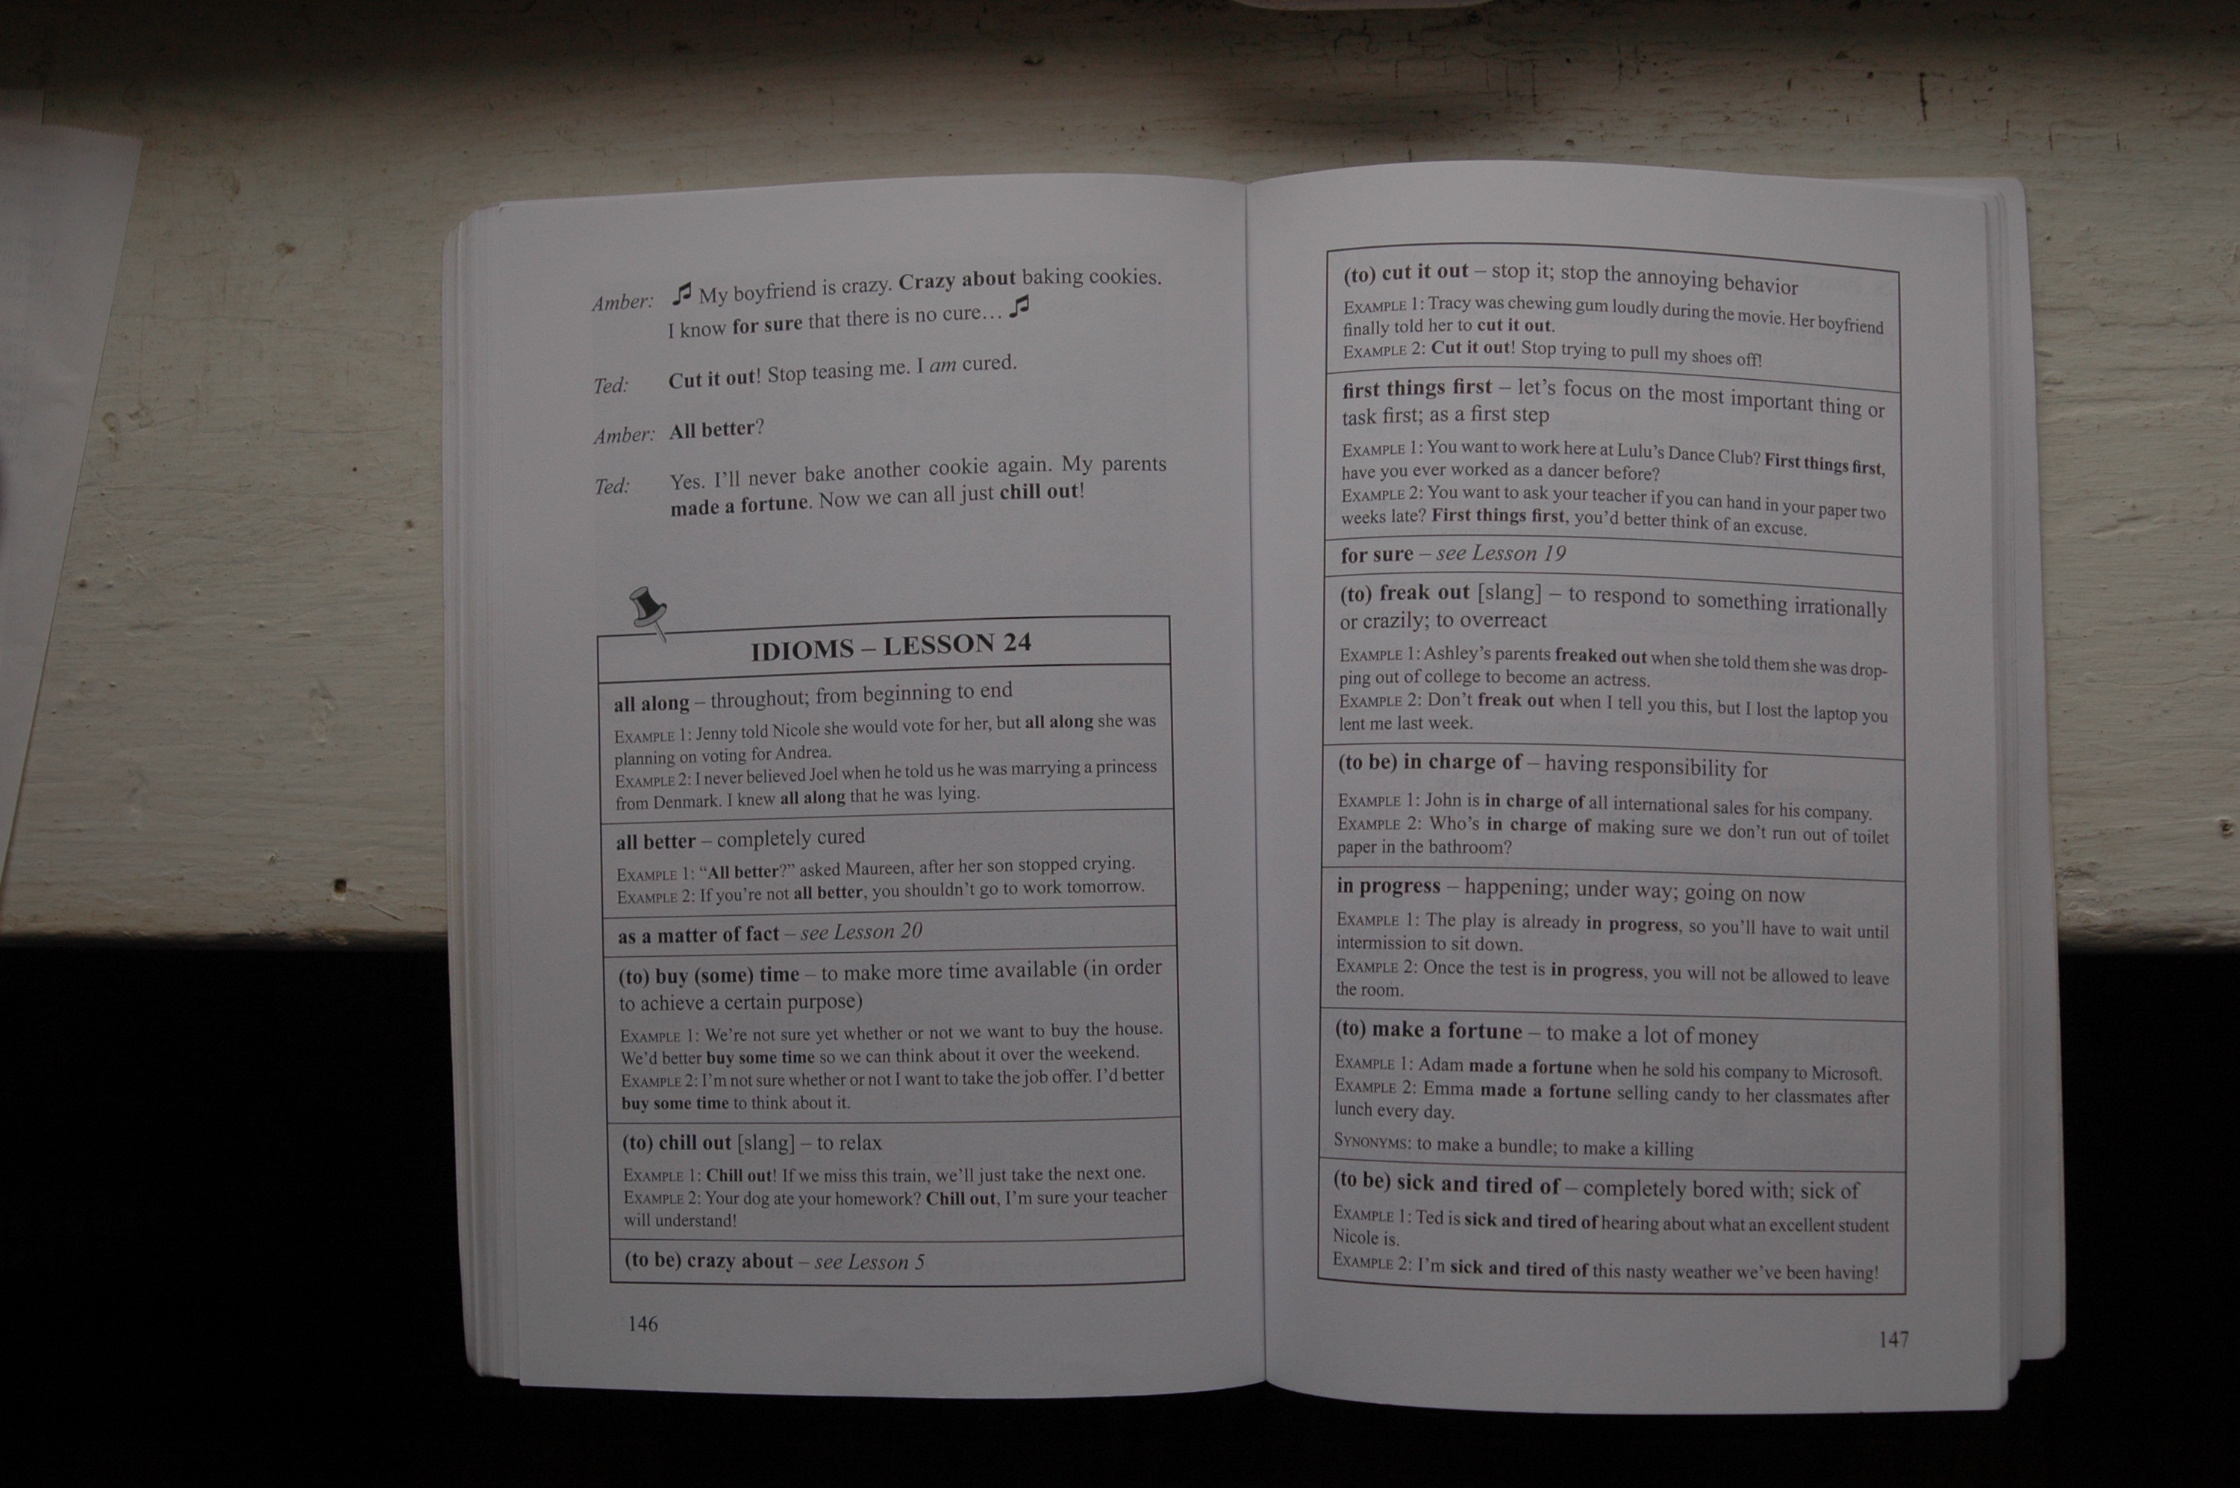 Amber: ♫ My boyfriend is crazy. Crazy about baking cookies.
I know for sure that there is no cure… ♫
Ted: Cut it out! Stop teasing me. I am cured.
Amber: All better?
Ted: Yes. I'll never bake another cookie again. My parents
made a fortune. Now we can all just chill out!
IDIOMS – LESSON 24
all along – throughout; from beginning to end
EXAMPLE 1: Jenny told Nicole she would vote for her, but all along she was
planning on voting for Andrea.
EXAMPLE 2: I never believed Joel when he told us he was marrying a princess
from Denmark. I knew all along that he was lying.
all better – completely cured
EXAMPLE 1: “All better?” asked Maureen, after her son stopped crying.
EXAMPLE 2: If you're not all better, you shouldn't go to work tomorrow.
as a matter of fact – see Lesson 20
(to) buy (some) time – to make more time available (in order
to achieve a certain purpose)
EXAMPLE 1: We're not sure yet whether or not we want to buy the house.
We'd better buy some time so we can think about it over the weekend.
EXAMPLE 2: I'm not sure whether or not I want to take the job offer. I'd better
buy some time to think about it.
(to) chill out [slang] – to relax
EXAMPLE 1: Chill out! If we miss this train, we'll just take the next one.
EXAMPLE 2: Your dog ate your homework? Chill out, I'm sure your teacher
will understand!
(to be) crazy about – see Lesson 5
146
(to) cut it out – stop it; stop the annoying behavior
EXAMPLE 1: Tracy was chewing gum loudly during the movie. Her boyfriend
finally told her to cut it out.
EXAMPLE 2: Cut it out! Stop trying to pull my shoes off!
first things first – let's focus on the most important thing or
task first; as a first step
EXAMPLE 1: You want to work here at Lulu's Dance Club? First things first,
have you ever worked as a dancer before?
EXAMPLE 2: You want to ask your teacher if you can hand in your paper two
weeks late? First things first, you'd better think of an excuse.
for sure – see Lesson 19
(to) freak out [slang] – to respond to something irrationally
or crazily; to overreact
EXAMPLE 1: Ashley's parents freaked out when she told them she was drop-
ping out of college to become an actress.
EXAMPLE 2: Don't freak out when I tell you this, but I lost the laptop you
lent me last week.
(to be) in charge of – having responsibility for
EXAMPLE 1: John is in charge of all international sales for his company.
EXAMPLE 2: Who's in charge of making sure we don't run out of toilet
paper in the bathroom?
in progress – happening; under way; going on now
EXAMPLE 1: The play is already in progress, so you'll have to wait until
intermission to sit down.
EXAMPLE 2: Once the test is in progress, you will not be allowed to leave
the room.
(to) make a fortune – to make a lot of money
EXAMPLE 1: Adam made a fortune when he sold his company to Microsoft.
EXAMPLE 2: Emma made a fortune selling candy to her classmates after
lunch every day.
SYNONYMS: to make a bundle; to make a killing
(to be) sick and tired of – completely bored with; sick of
EXAMPLE 1: Ted is sick and tired of hearing about what an excellent student
Nicole is.
EXAMPLE 2: I'm sick and tired of this nasty weather we've been having!
147